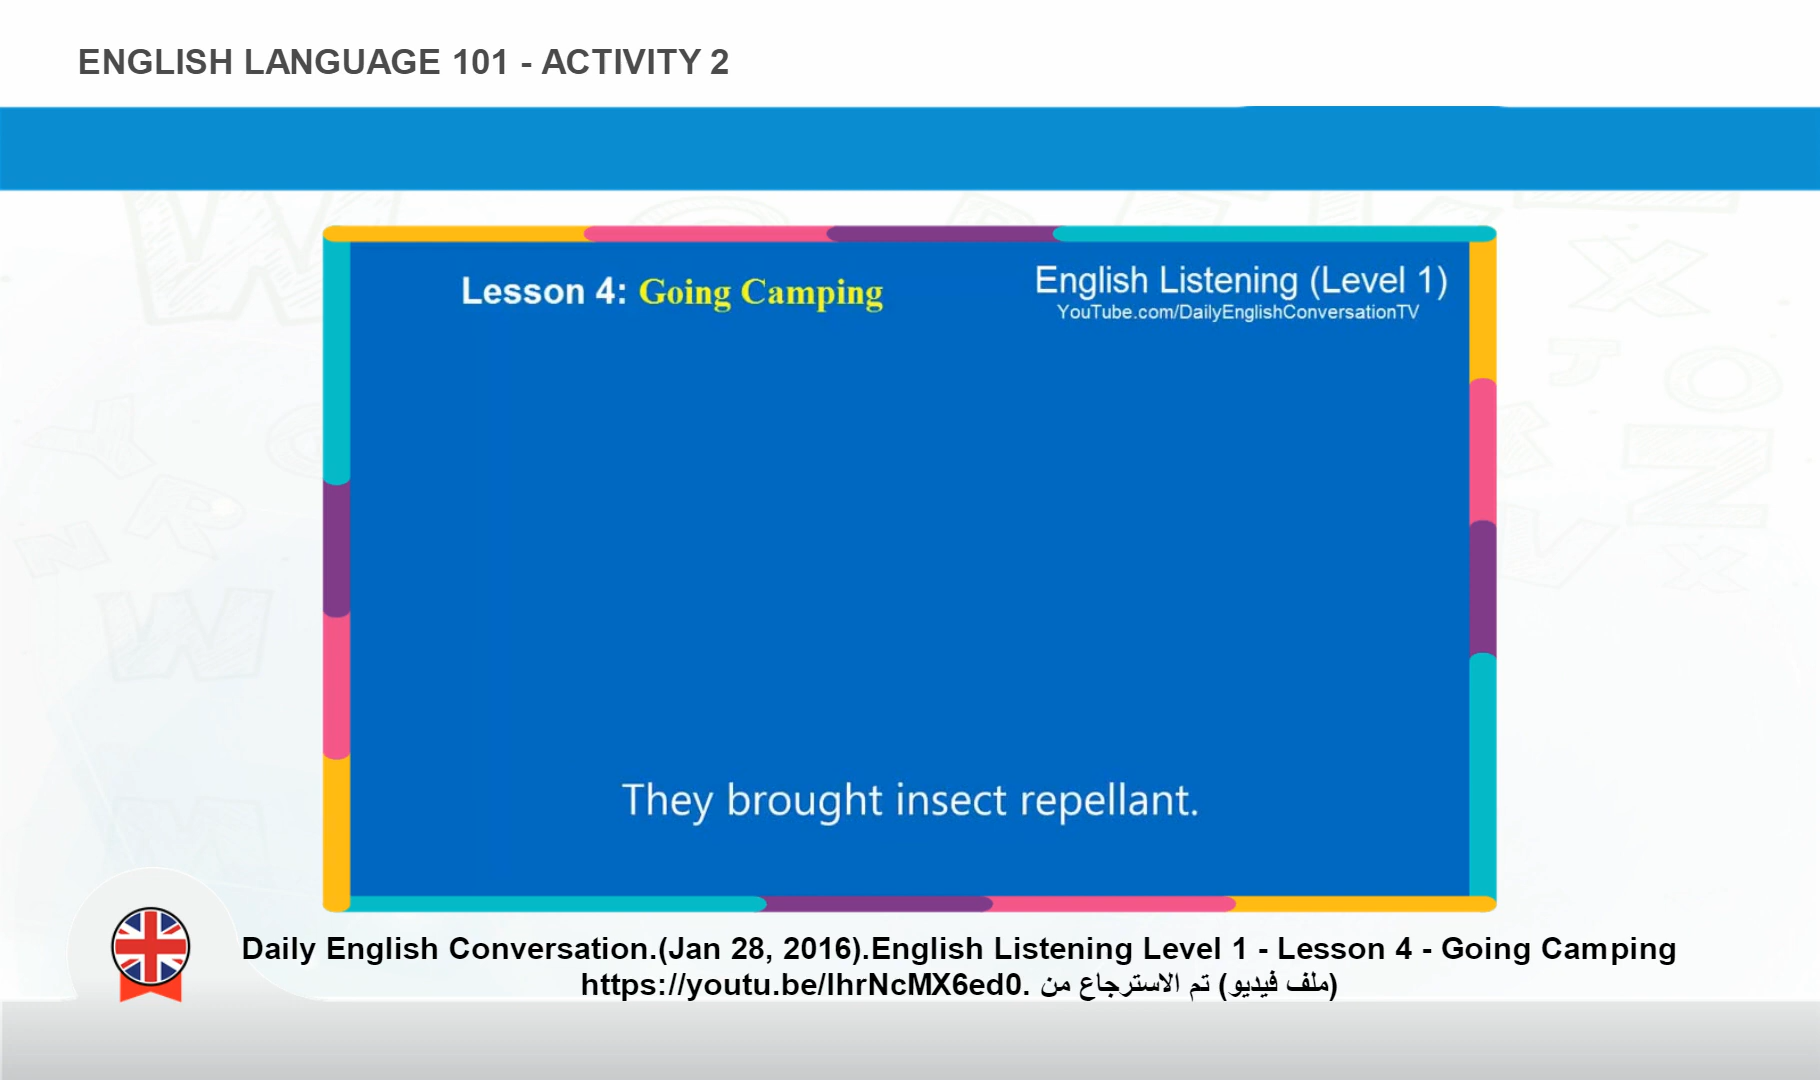 ENGLISH LANGUAGE 101 - ACTIVITY 2
Lesson 4: Going Camping
English Listening (Level 1)
YouTube.com/DailyEnglishConversationTV
They brought insect repellant.
Daily English Conversation.(Jan 28, 2016).English Listening Level 1 - Lesson 4 - Going Camping
(ملف فيديو) تم الاسترجاع من .https://youtu.be/lhrNcMX6ed0